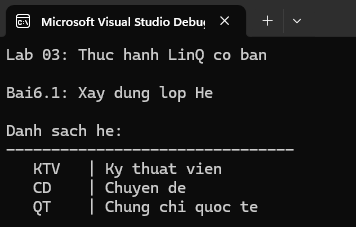 Microsoft Visual Studio Debu
Lab 03: Thuc hanh LinQ co ban
Bai6.1: Xay dung lop He
Danh sach he:
--------------------------------
KTV | Ky thuat vien
CD | Chuyen de
QT | Chung chi quoc te